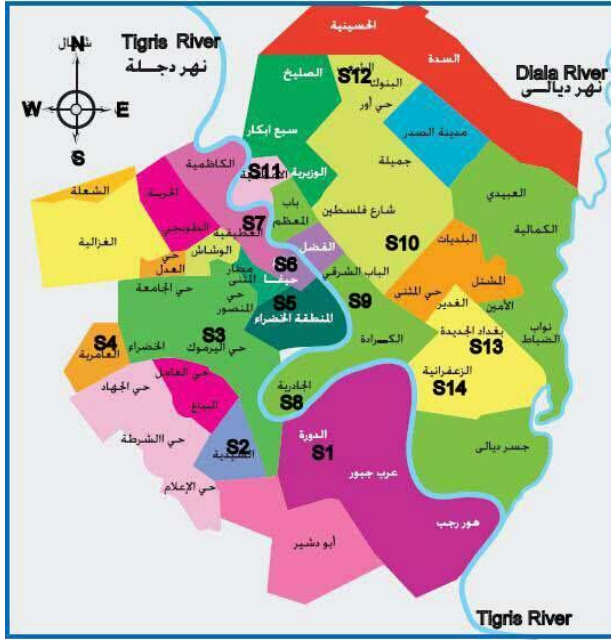 الحسينية
السدة
شمال
N
W
E
S
Tigris River
نهر دجلة
Diala River
نهر ديالى
الصليخ
S12
البنوك
حي أور
سبع ابكار
مدينة الصدر
جميلة
الوزيرية
S11
الكاظمية
الحرية
الشعلة
الطوبجي
الغزالية
S7
العطيفية
باب
المعظم
شارع فلسطين
العبيدي
الكمالية
S10
البلديات
المشتل
الفضل
S6
حيفا
الباب الشرقي
الوشاش
حي
العدل
مطار
المثنى
حي الجامعة
حي
المنصور
S5
المنطقة الخضراء
S9
حي المثنى
الغدير
الأمين
نواب
الضباط
بغداد الجديدة
S13
الكرادة
S3
حي اليرموك
الخضراء
S4
العامرية
الزعفرانية
S14
حي العامل
حي الجهاد
البياع
الجادرية
S8
S2
السيدية
حي االشرطة
حي الإعلام
الدورة
S1
عرب جبور
جسر ديالى
هور رجب
أبو دشير
Tigris River